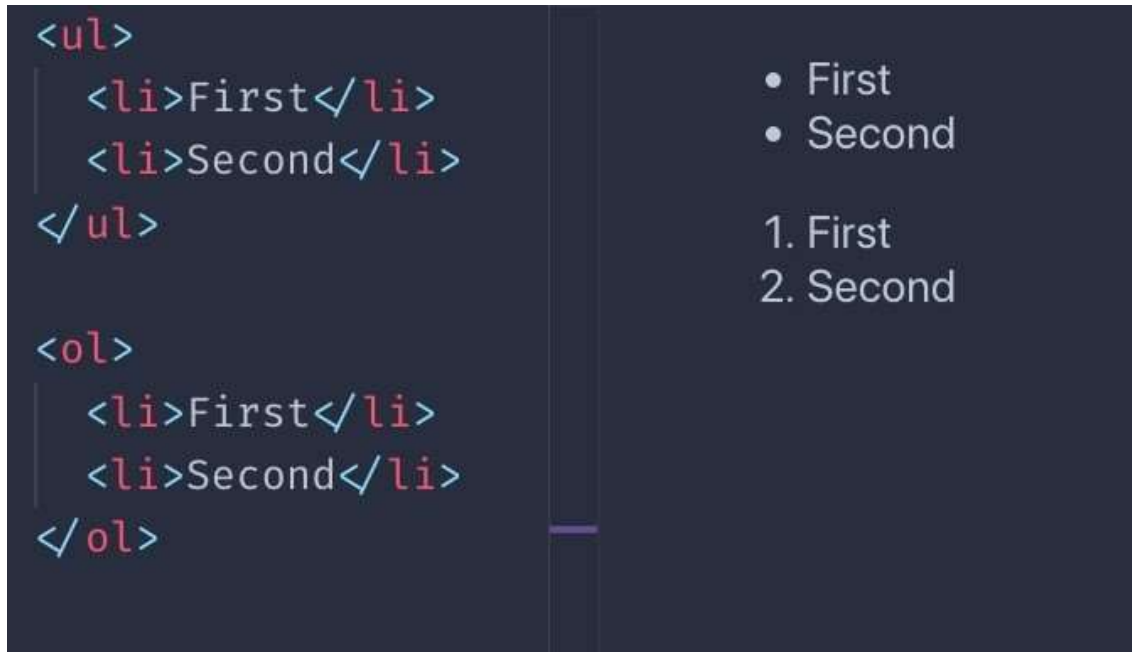 <ul>
<li>First</li>
<li>Second</li>
</ul>
<ol>
<li>First</li>
<li>Second</li>
</ol>
• First
• Second
1. First
2. Second